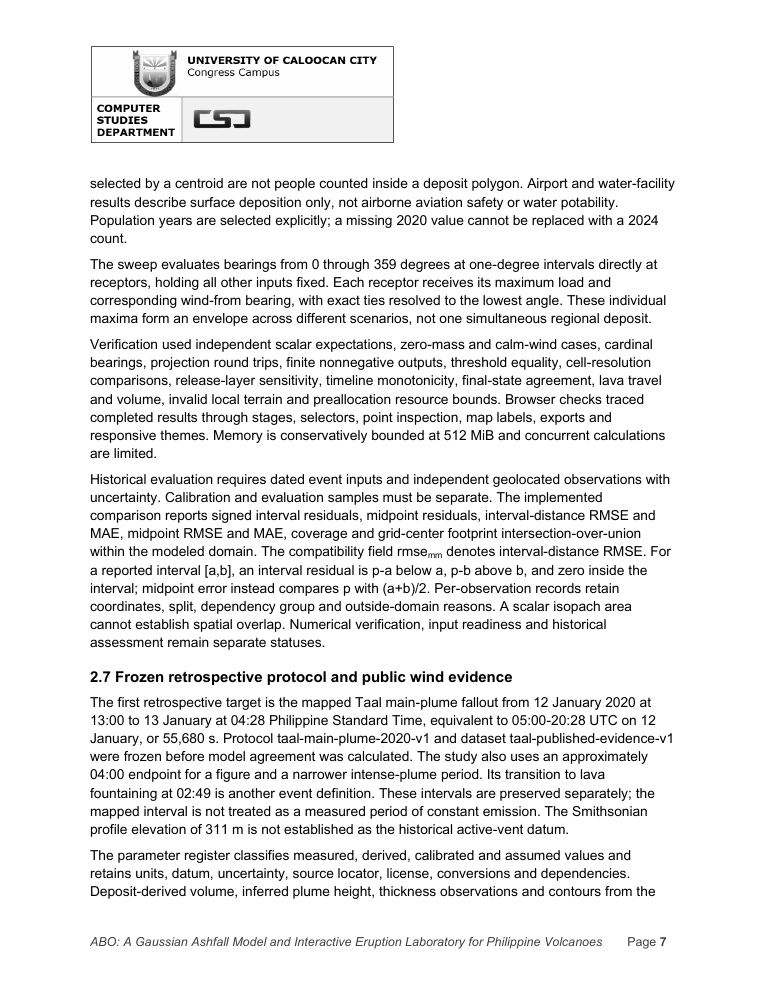 UNIVERSITY OF CALOOCAN CITY
Congress Campus
COMPUTER
STUDIES
DEPARTMENT
CSD
selected by a centroid are not people counted inside a deposit polygon. Airport and water-facility
results describe surface deposition only, not airborne aviation safety or water potability.
Population years are selected explicitly; a missing 2020 value cannot be replaced with a 2024
count.
The sweep evaluates bearings from 0 through 359 degrees at one-degree intervals directly at
receptors, holding all other inputs fixed. Each receptor receives its maximum load and
corresponding wind-from bearing, with exact ties resolved to the lowest angle. These individual
maxima form an envelope across different scenarios, not one simultaneous regional deposit.
Verification used independent scalar expectations, zero-mass and calm-wind cases, cardinal
bearings, projection round trips, finite nonnegative outputs, threshold equality, cell-resolution
comparisons, release-layer sensitivity, timeline monotonicity, final-state agreement, lava travel
and volume, invalid local terrain and preallocation resource bounds. Browser checks traced
completed results through stages, selectors, point inspection, map labels, exports and
responsive themes. Memory is conservatively bounded at 512 MiB and concurrent calculations
are limited.
Historical evaluation requires dated event inputs and independent geolocated observations with
uncertainty. Calibration and evaluation samples must be separate. The implemented
comparison reports signed interval residuals, midpoint residuals, interval-distance RMSE and
MAE, midpoint RMSE and MAE, coverage and grid-center footprint intersection-over-union
within the modeled domain. The compatibility field rmsemm denotes interval-distance RMSE. For
a reported interval [a,b], an interval residual is p-a below a, p-b above b, and zero inside the
interval; midpoint error instead compares p with (a+b)/2. Per-observation records retain
coordinates, split, dependency group and outside-domain reasons. A scalar isopach area
cannot establish spatial overlap. Numerical verification, input readiness and historical
assessment remain separate statuses.
2.7 Frozen retrospective protocol and public wind evidence
The first retrospective target is the mapped Taal main-plume fallout from 12 January 2020 at
13:00 to 13 January at 04:28 Philippine Standard Time, equivalent to 05:00-20:28 UTC on 12
January, or 55,680 s. Protocol taal-main-plume-2020-v1 and dataset taal-published-evidence-v1
were frozen before model agreement was calculated. The study also uses an approximately
04:00 endpoint for a figure and a narrower intense-plume period. Its transition to lava
fountaining at 02:49 is another event definition. These intervals are preserved separately; the
mapped interval is not treated as a measured period of constant emission. The Smithsonian
profile elevation of 311 m is not established as the historical active-vent datum.
The parameter register classifies measured, derived, calibrated and assumed values and
retains units, datum, uncertainty, source locator, license, conversions and dependencies.
Deposit-derived volume, inferred plume height, thickness observations and contours from the
ABO: A Gaussian Ashfall Model and Interactive Eruption Laboratory for Philippine Volcanoes Page 7